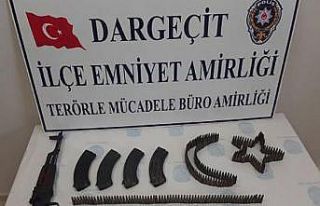 DARGEÇİT
İLÇE EMNİYET AMİRLİĞİ
TERÖRLE MÜCADELE BÜRO AMİRLİĞİ